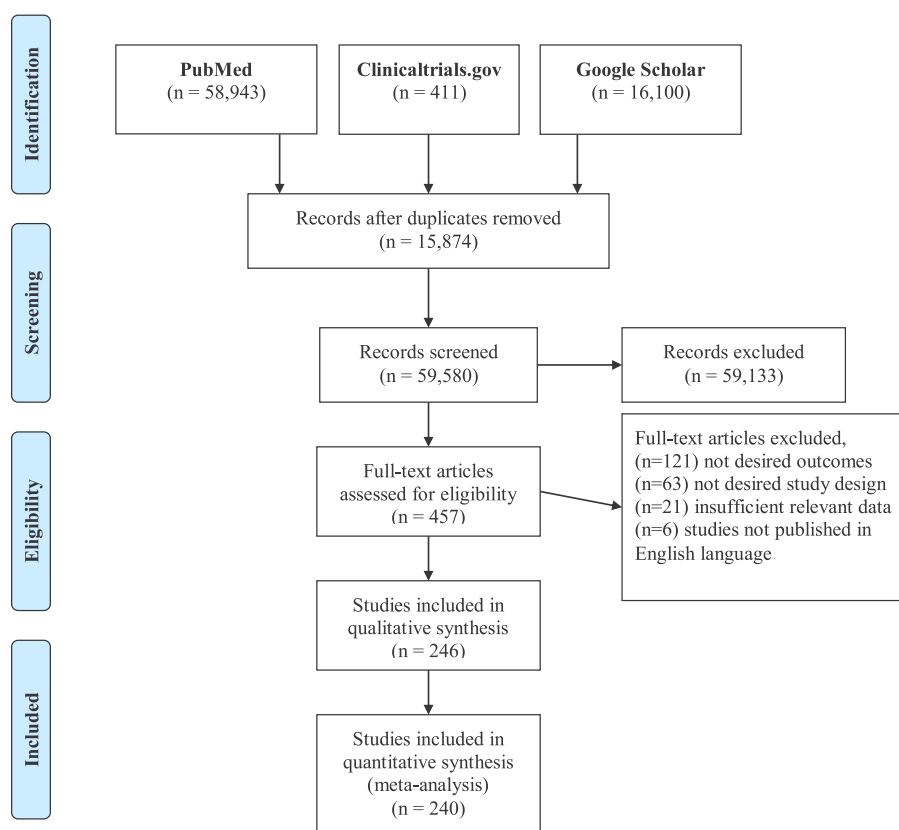 Identification
PubMed
(n = 58,943)
Clinicaltrials.gov
(n = 411)
Google Scholar
(n = 16,100)
Records after duplicates removed
(n = 15,874)
Screening
Records screened
(n = 59,580)
Records excluded
(n = 59,133)
Eligibility
Full-text articles
assessed for eligibility
(n = 457)
Full-text articles excluded,
(n=121) not desired outcomes
(n=63) not desired study design
(n=21) insufficient relevant data
(n=6) studies not published in
English language
Studies included in
qualitative synthesis
(n = 246)
Included
Studies included in
quantitative synthesis
(meta-analysis)
(n = 240)